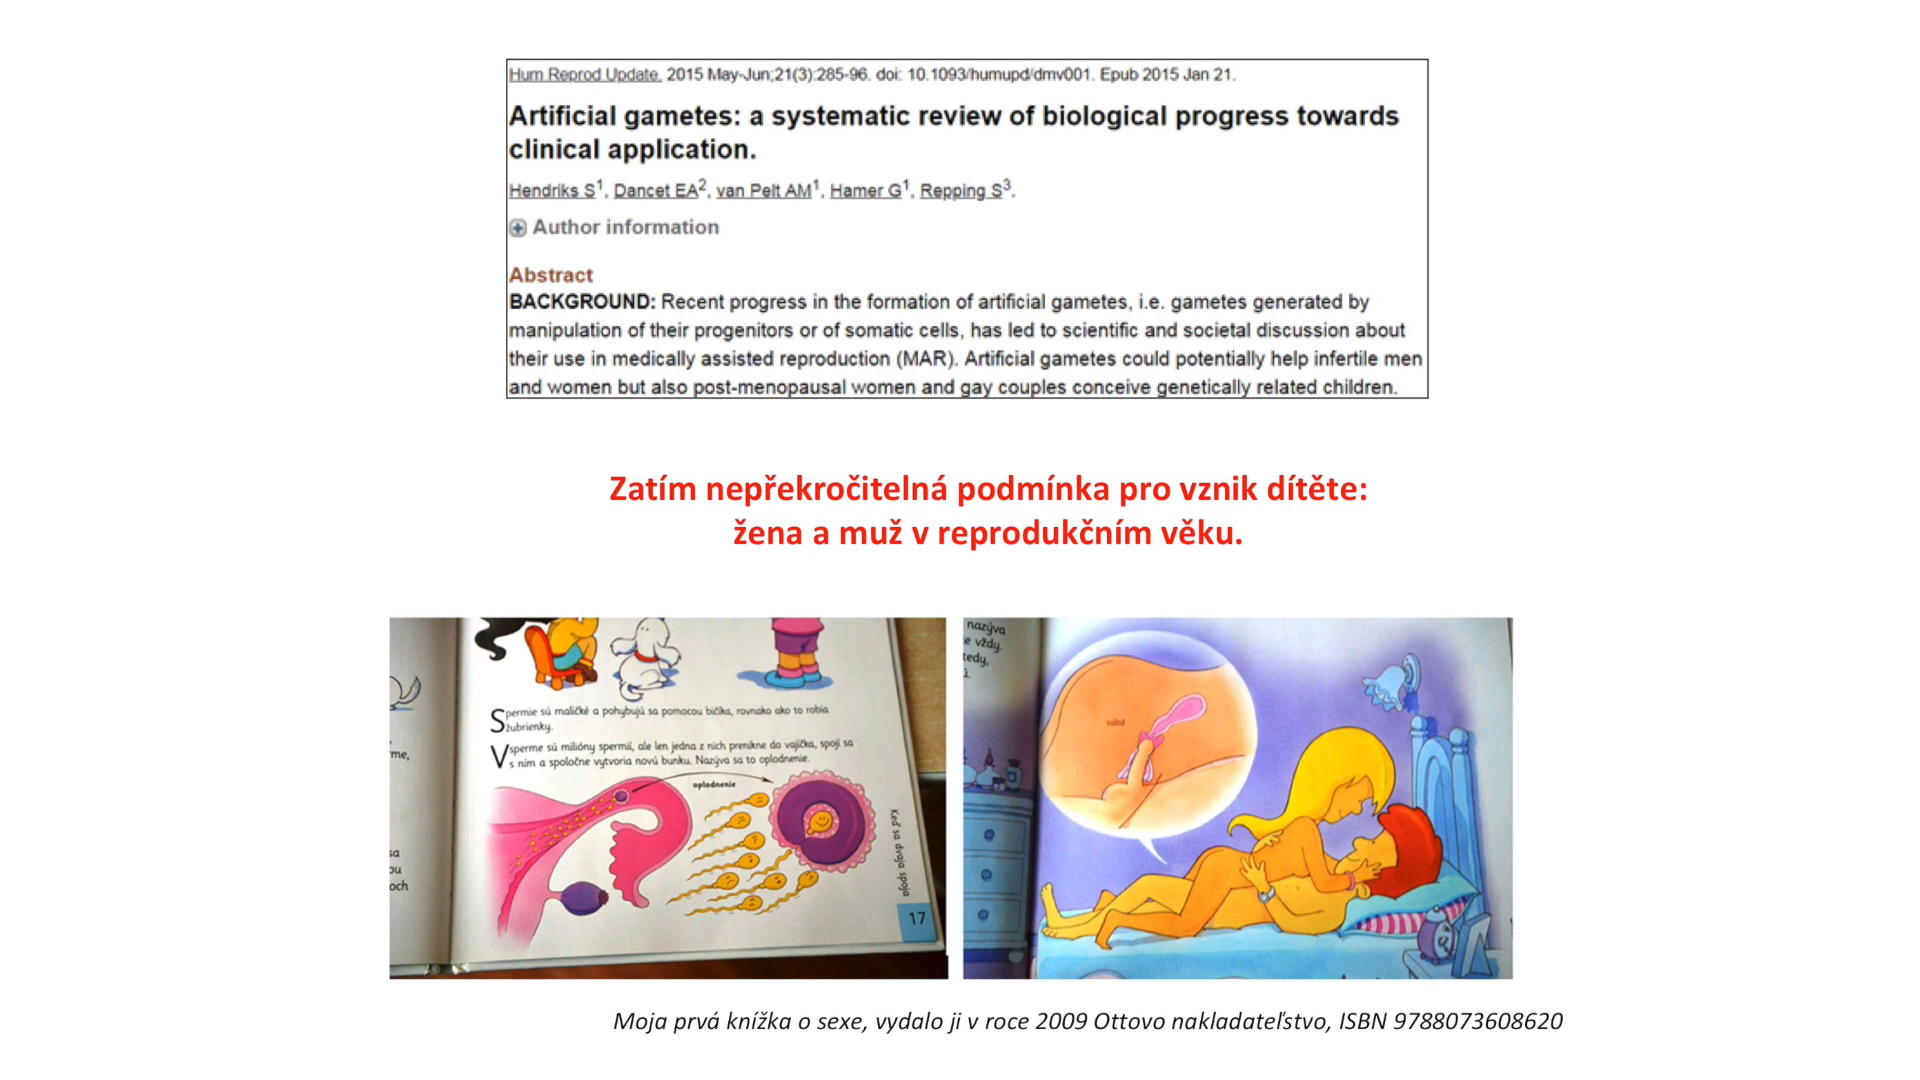 Hum Reprod Update. 2015 May-Jun;21(3):285-96. doi: 10.1093/humupd/dmv001. Epub 2015 Jan 21.
Artificial gametes: a systematic review of biological progress towards
clinical application.
Hendriks S1, Dancet EA2, van Pelt AM1, Hamer G1, Repping S3.
Author information
Abstract
BACKGROUND: Recent progress in the formation of artificial gametes, i.e. gametes generated by
manipulation of their progenitors or of somatic cells, has led to scientific and societal discussion about
their use in medically assisted reproduction (MAR). Artificial gametes could potentially help infertile men
and women but also post-menopausal women and gay couples conceive genetically related children.
Zatím nepřekročitelná podmínka pro vznik dítěte:
žena a muž v reprodukčním věku.
me,
sa
ou
och
Spermie sú maličké a pohybujú sa pomocou bičíka, rovnako ako to robia
žubrienky.
V sperme sú milióny spermií, ale len jedna z nich prenikne do vajíčka, spojí sa
s ním a spoločne vytvoria novú bunku. Nazýva sa to oplodnenie.
oplodnenie
Keď sa dvaja spoja
17
nazýva
e vždy.
tedy,
súlož
Moja prvá knížka o sexe, vydalo ji v roce 2009 Ottovo nakladateľstvo, ISBN 9788073608620